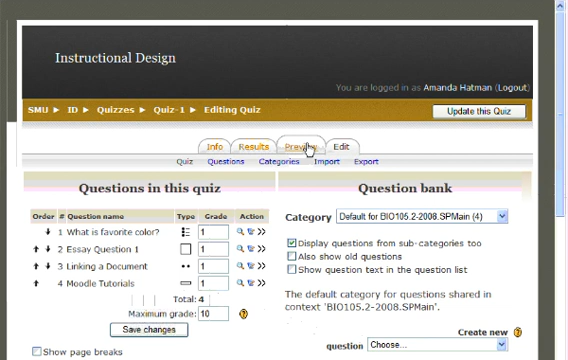 Instructional Design
You are logged in as Amanda Hatman (Logout)
SMU ► ID ► Quizzes ► Quiz-1 ► Editing Quiz
Update this Quiz
Info Results Preview Edit
Quiz Questions Categories Import Export
Questions in this quiz
Order # Question name Type Grade Action
1 What is favorite color? 1
2 Essay Question 1 1
3 Linking a Document 1
4 Moodle Tutorials 1
Total: 4
Maximum grade: 10
Save changes
Show page breaks
Question bank
Category Default for BIO105.2-2008.SPMain (4)
Display questions from sub-categories too
Also show old questions
Show question text in the question list
The default category for questions shared in
context 'BIO105.2-2008.SPMain'.
Create new
question Choose...